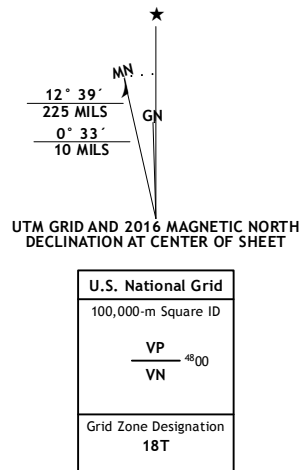 ★
MN
GN
12° 39´
225 MILS
0° 33´
10 MILS
UTM GRID AND 2016 MAGNETIC NORTH
DECLINATION AT CENTER OF SHEET
U.S. National Grid
100,000-m Square ID
VP
⁴⁸00
VN
Grid Zone Designation
18T